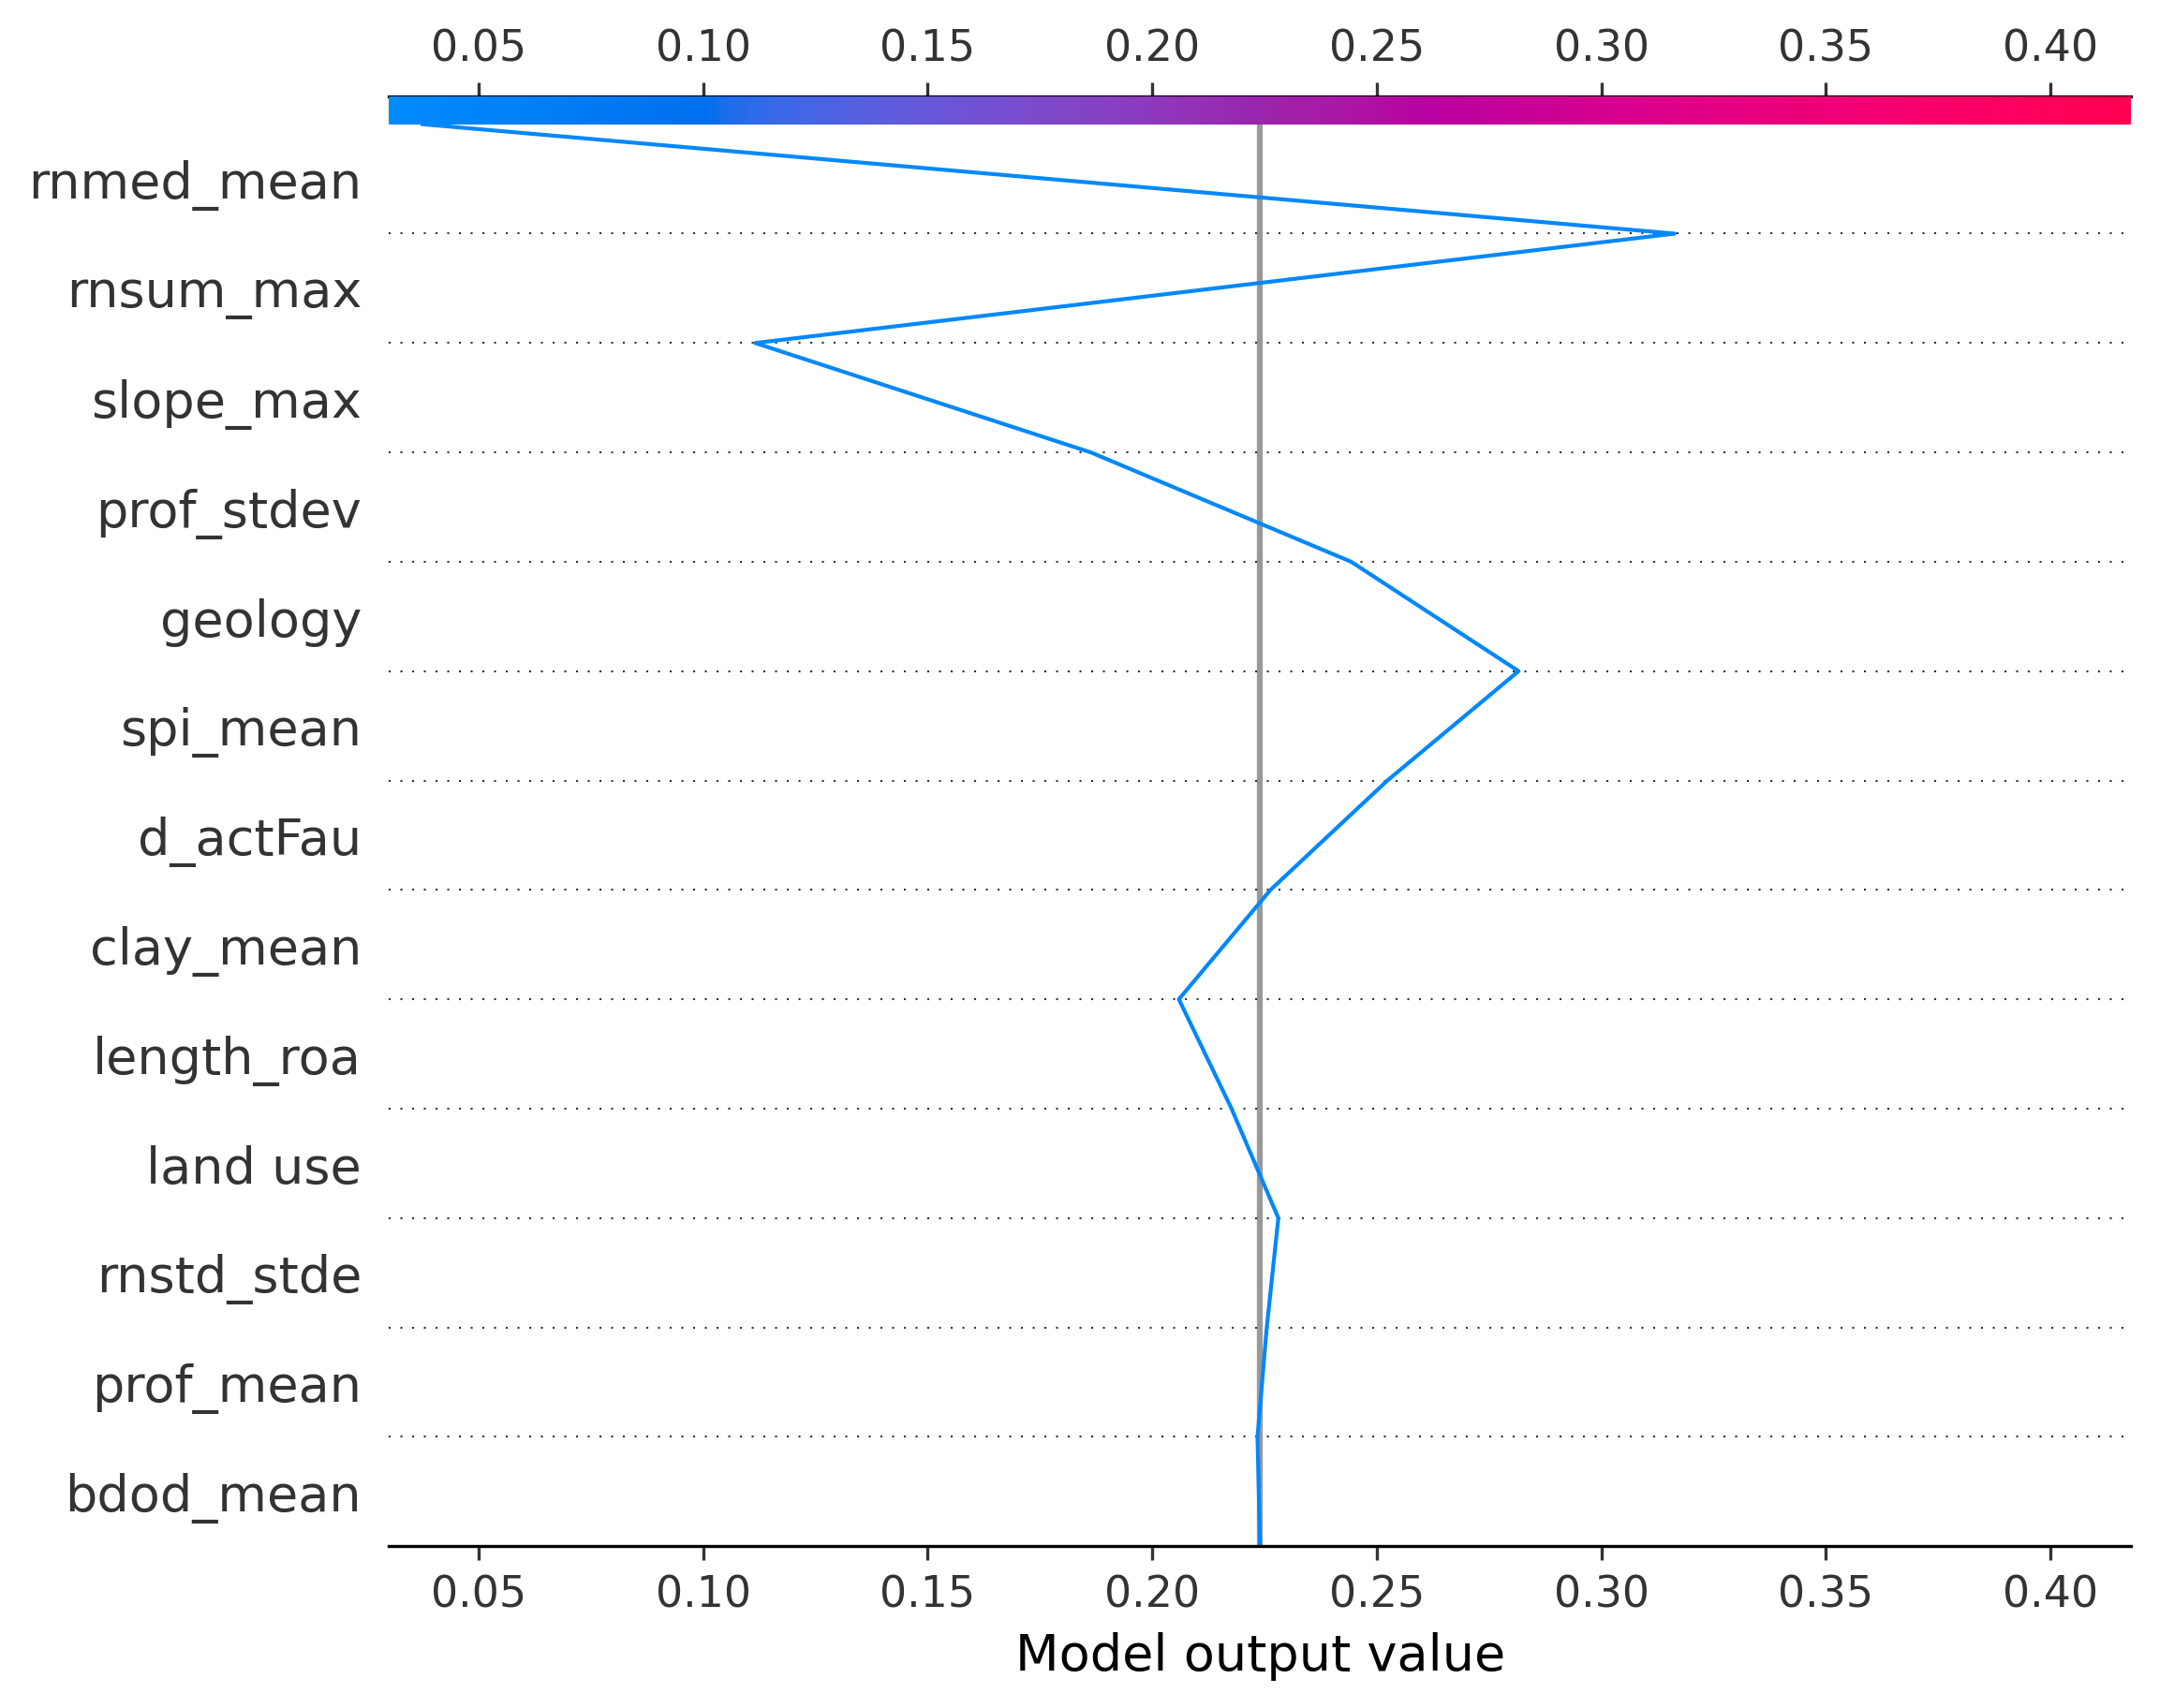 0.05 0.10 0.15 0.20 0.25 0.30 0.35 0.40
rnmed_mean
rnsum_max
slope_max
prof_stdev
geology
spi_mean
d_actFau
clay_mean
length_roa
land use
rnstd_stde
prof_mean
bdod_mean
0.05 0.10 0.15 0.20 0.25 0.30 0.35 0.40
Model output value